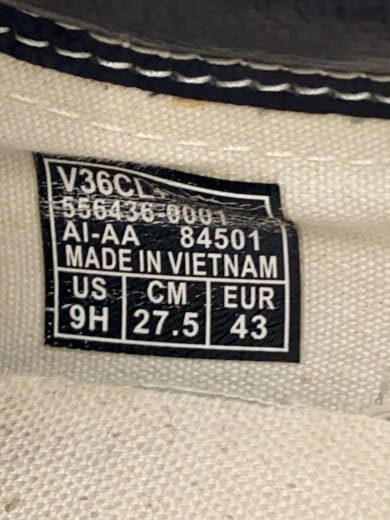 V36CL
556436-0001
AI-AA 84501
MADE IN VIETNAM
US CM EUR
9H 27.5 43